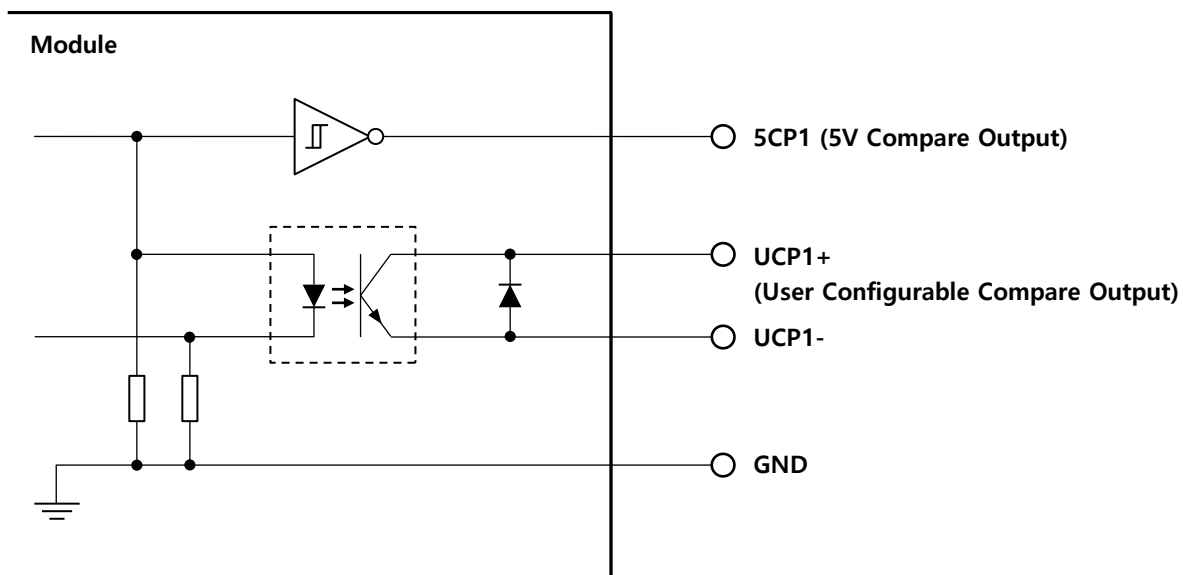 Module
5CP1 (5V Compare Output)
UCP1+
(User Configurable Compare Output)
UCP1-
GND